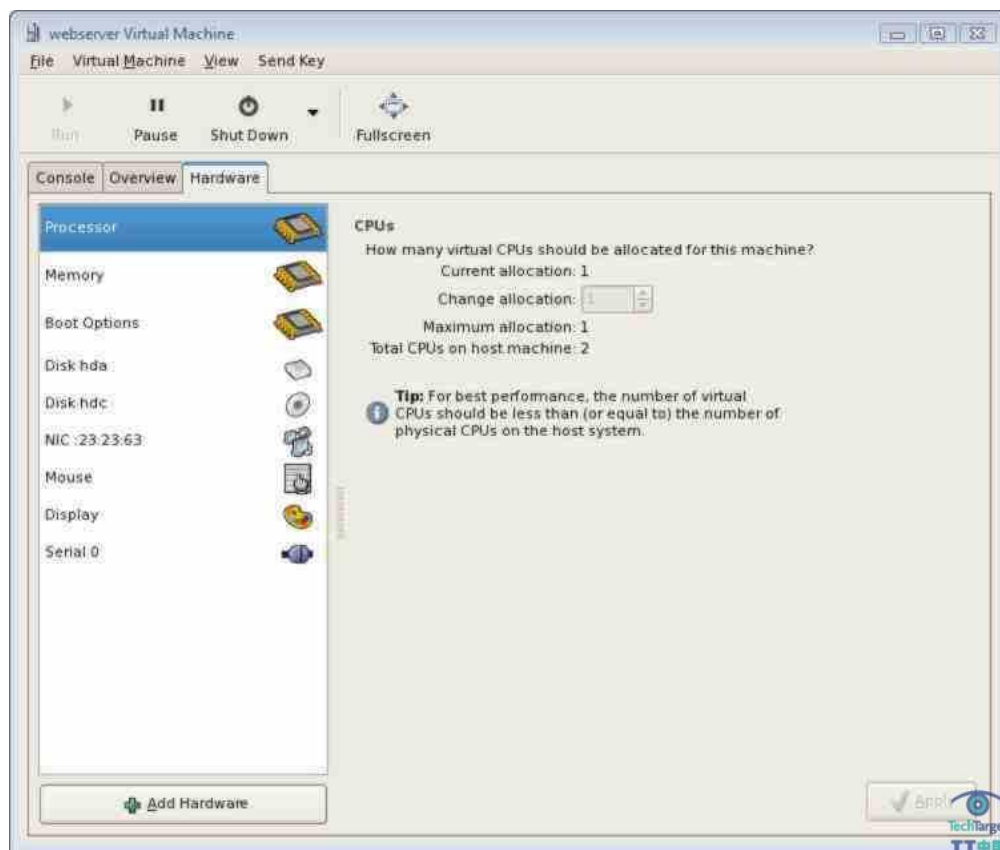 webserver Virtual Machine
File Virtual Machine View Send Key
Run Pause Shut Down Fullscreen
Console Overview Hardware
Processor
Memory
Boot Options
Disk hda
Disk hdc
NIC :23:23:63
Mouse
Display
Serial 0
Add Hardware
CPUs
How many virtual CPUs should be allocated for this machine?
Current allocation: 1
Change allocation: 1
Maximum allocation: 1
Total CPUs on host machine: 2
Tip: For best performance, the number of virtual
CPUs should be less than (or equal to) the number of
physical CPUs on the host system.
Apply
TechTarget